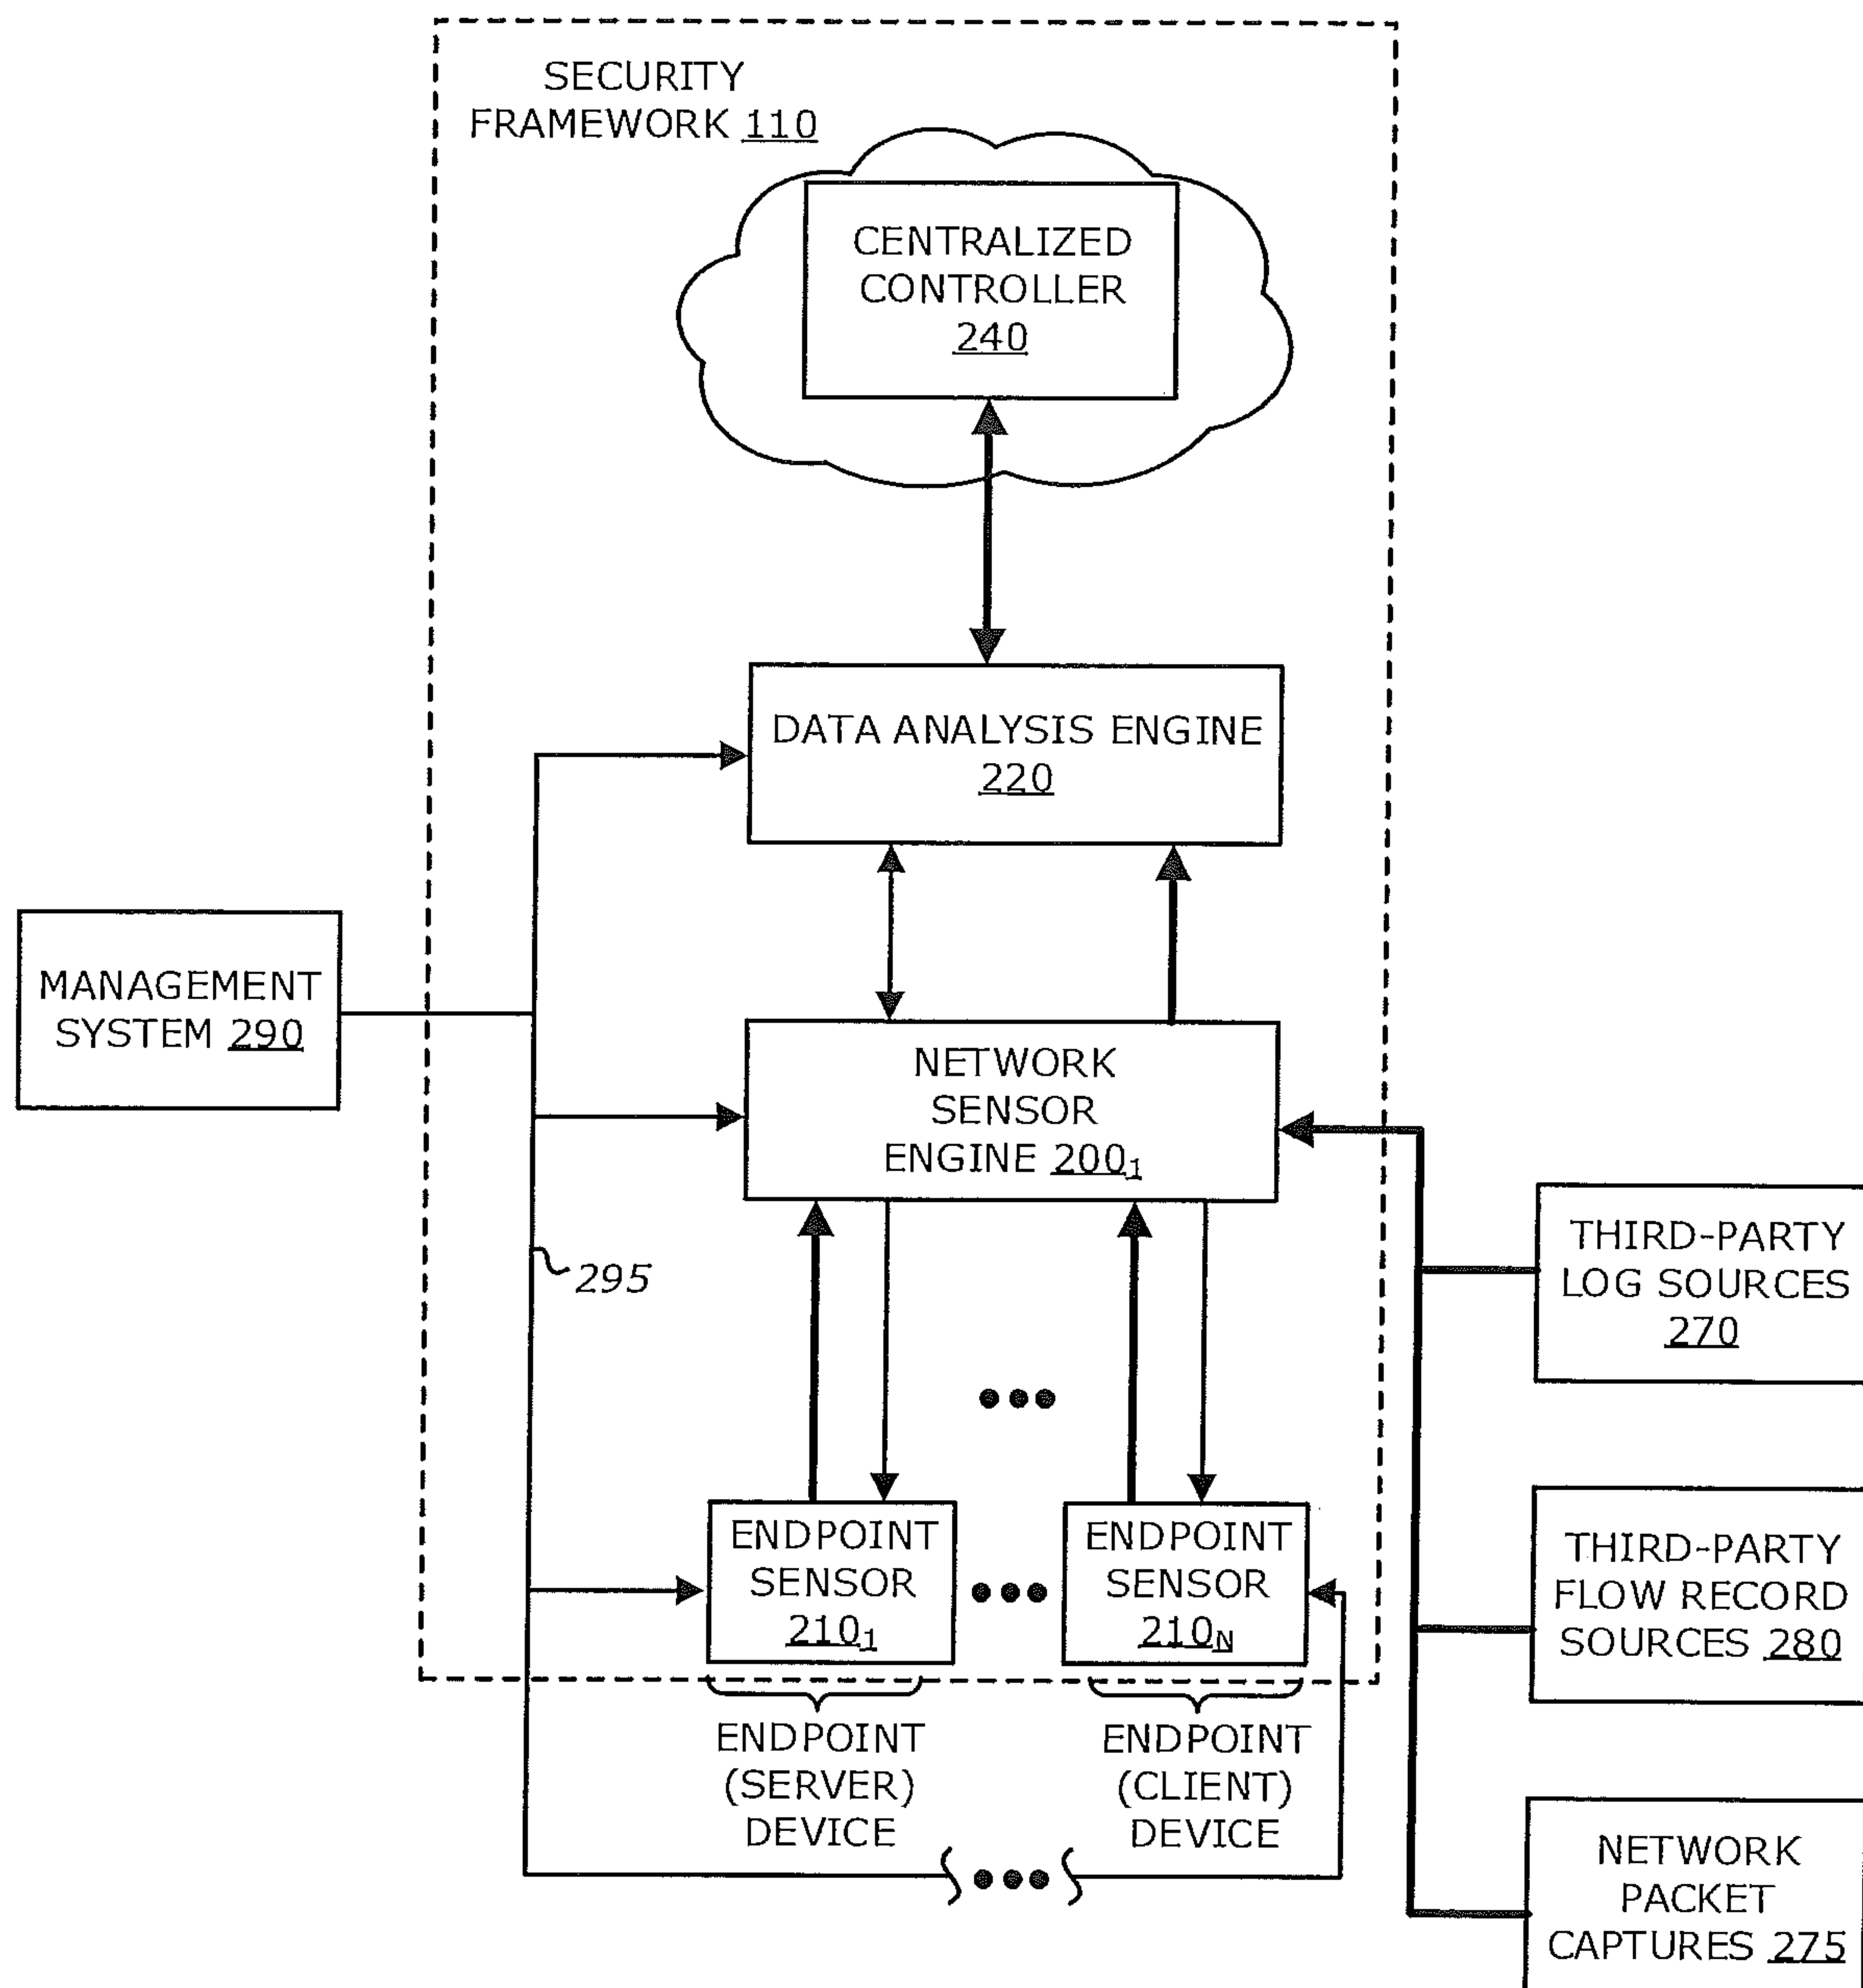 SECURITY
FRAMEWORK 110
CENTRALIZED
CONTROLLER
240
DATA ANALYSIS ENGINE
220
MANAGEMENT
SYSTEM 290
NETWORK
SENSOR
ENGINE 200₁
295
THIRD-PARTY
LOG SOURCES
270
ENDPOINT
SENSOR
210₁
ENDPOINT
SENSOR
210N
THIRD-PARTY
FLOW RECORD
SOURCES 280
ENDPOINT
(SERVER)
DEVICE
ENDPOINT
(CLIENT)
DEVICE
NETWORK
PACKET
CAPTURES 275